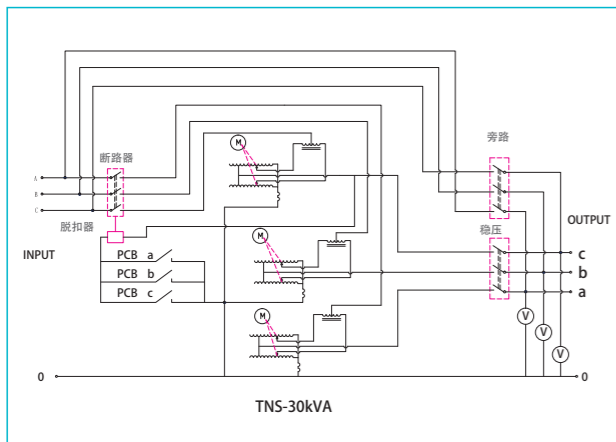 断路器
旁路
A
B
C
脱扣器
INPUT
PCB a
PCB b
PCB c
M
M
M
稳压
OUTPUT
c
b
a
V
V
V
0
0
TNS-30kVA